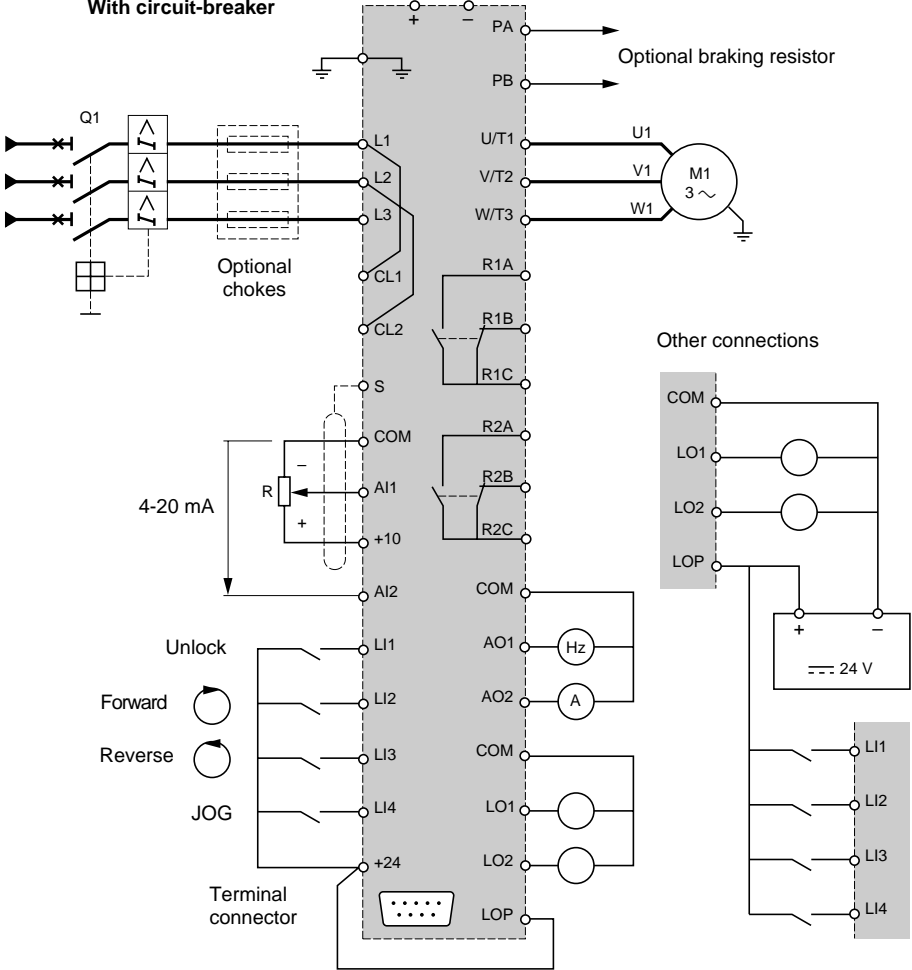 With circuit-breaker
+
−
PA
Optional braking resistor
PB
Q1
L1
L2
L3
Optional
chokes
CL1
CL2
U/T1
V/T2
W/T3
U1
V1
W1
M1
3 ~
R1A
R1B
R1C
R2A
R2B
R2C
S
COM
AI1
+10
AI2
4-20 mA
R
−
+
Unlock
Forward
Reverse
JOG
LI1
LI2
LI3
LI4
+24
Terminal
connector
COM
AO1
Hz
AO2
A
COM
LO1
LO2
LOP
Other connections
COM
LO1
LO2
LOP
+
−
24 V
LI1
LI2
LI3
LI4